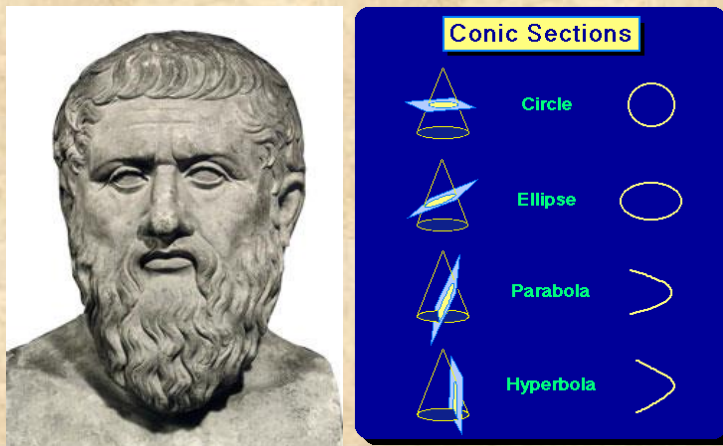 Conic Sections
Circle
Ellipse
Parabola
Hyperbola